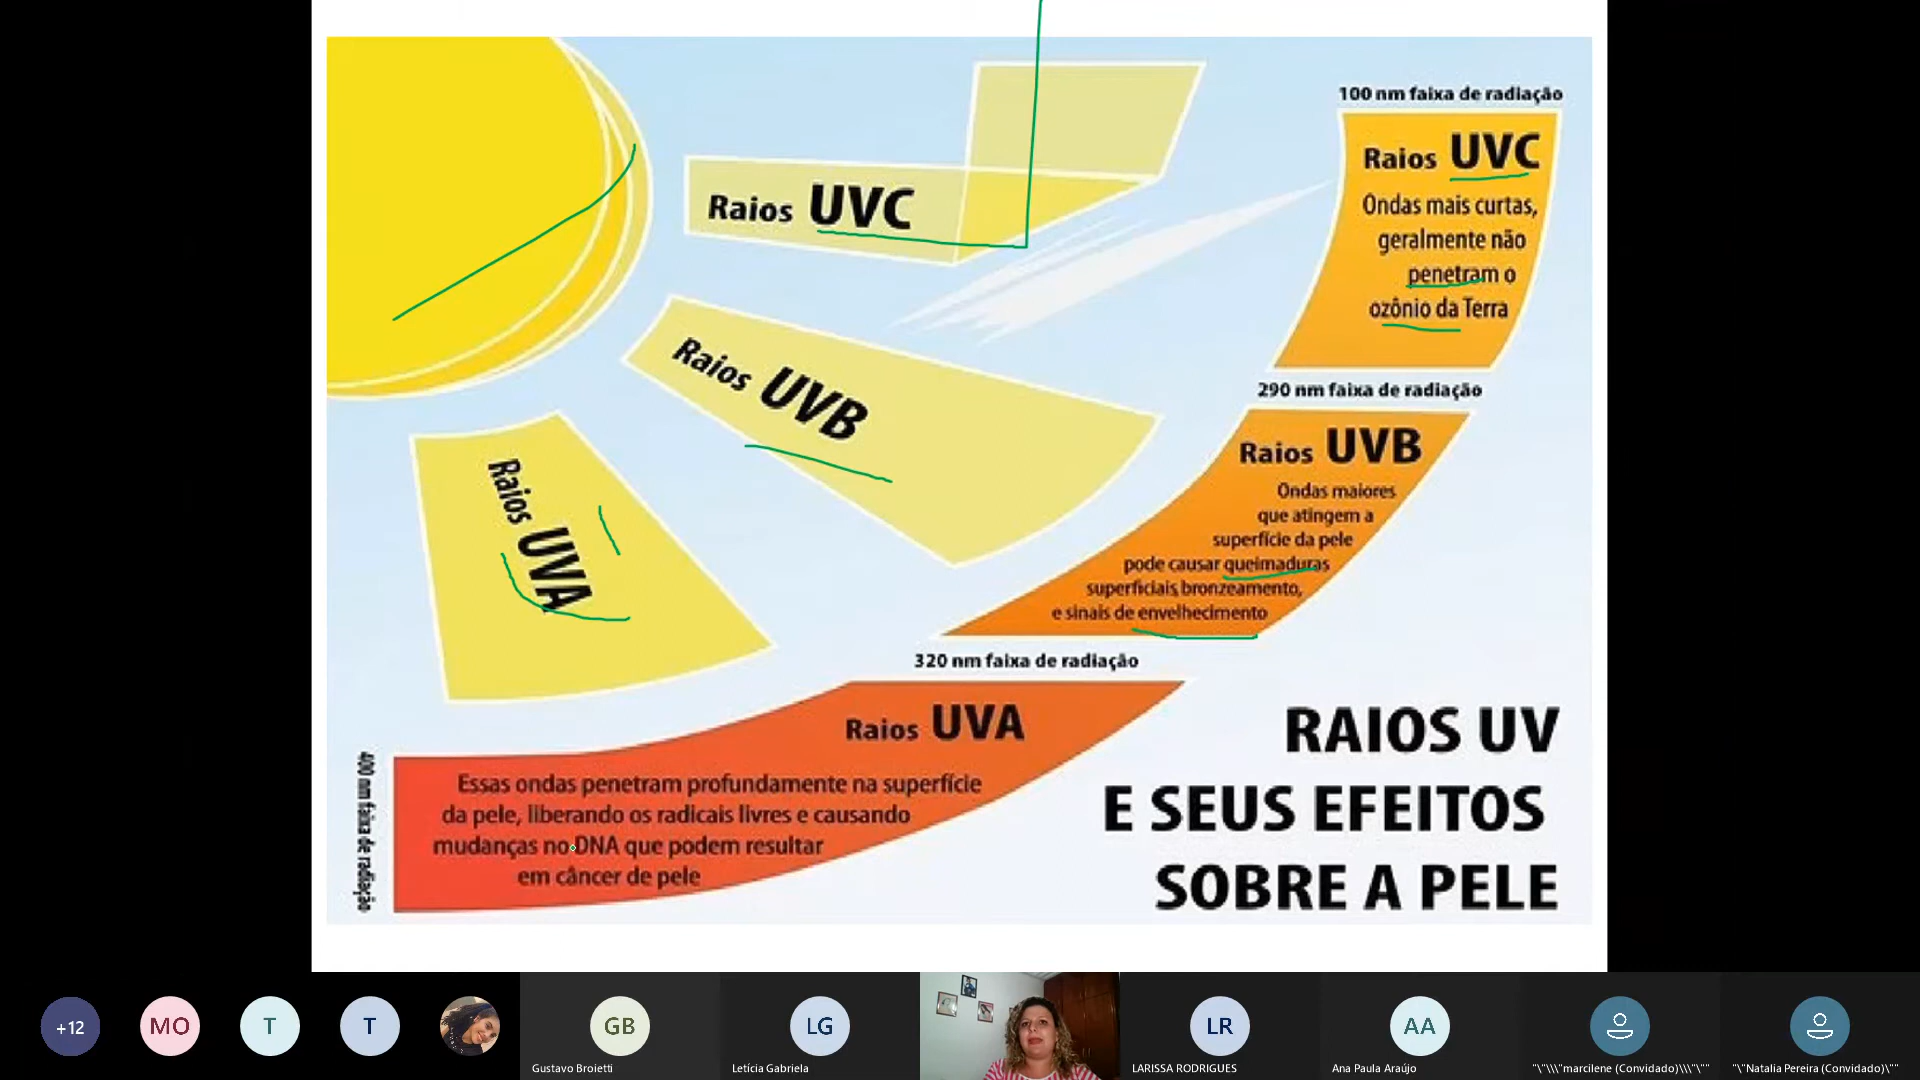 100 nm faixa de radiação
Raios UVC
Raios UVC
Ondas mais curtas,
geralmente não
penetram o
ozônio da Terra
290 nm faixa de radiação
Raios UVB
Raios UVB
Ondas maiores
que atingem a
superfície da pele
pode causar queimaduras
superficiais, bronzeamento,
e sinais de envelhecimento
320 nm faixa de radiação
Raios UVA
Raios UVA
Essas ondas penetram profundamente na superfície
da pele, liberando os radicais livres e causando
mudanças no DNA que podem resultar
em câncer de pele
400 nm faixa de radiação
RAIOS UV
E SEUS EFEITOS
SOBRE A PELE
+12
MO
T
T
GB
Gustavo Broietti
LG
Letícia Gabriela
LR
LARISSA RODRIGUES
AA
Ana Paula Araújo
"\"\\\"marcilene (Convidado)\\\"\""
"\"Natalia Pereira (Convidado)\""